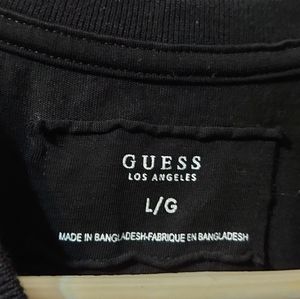 GUESS
LOS ANGELES
L/G
MADE IN BANGLADESH-FABRIQUE EN BANGLADESH